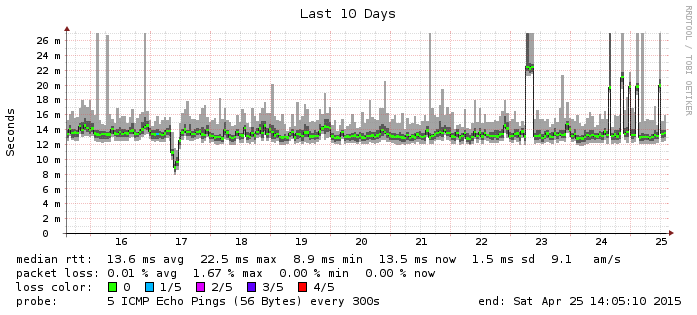 Last 10 Days
RRDTOOL / TOBI OETIKER
Seconds
26 m
24 m
22 m
20 m
18 m
16 m
14 m
12 m
10 m
8 m
6 m
4 m
2 m
0
16 17 18 19 20 21 22 23 24 25
median rtt: 13.6 ms avg 22.5 ms max 8.9 ms min 13.5 ms now 1.5 ms sd 9.1 am/s
packet loss: 0.01 % avg 1.67 % max 0.00 % min 0.00 % now
loss color: 0 1/5 2/5 3/5 4/5
probe: 5 ICMP Echo Pings (56 Bytes) every 300s end: Sat Apr 25 14:05:10 2015